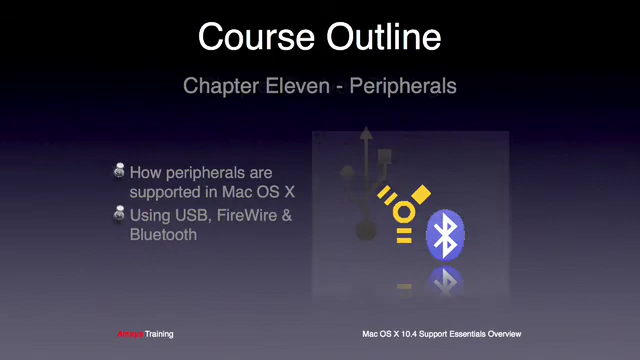 Course Outline
Chapter Eleven - Peripherals
How peripherals are
supported in Mac OS X
Using USB, FireWire &
Bluetooth
Training
Mac OS X 10.4 Support Essentials Overview